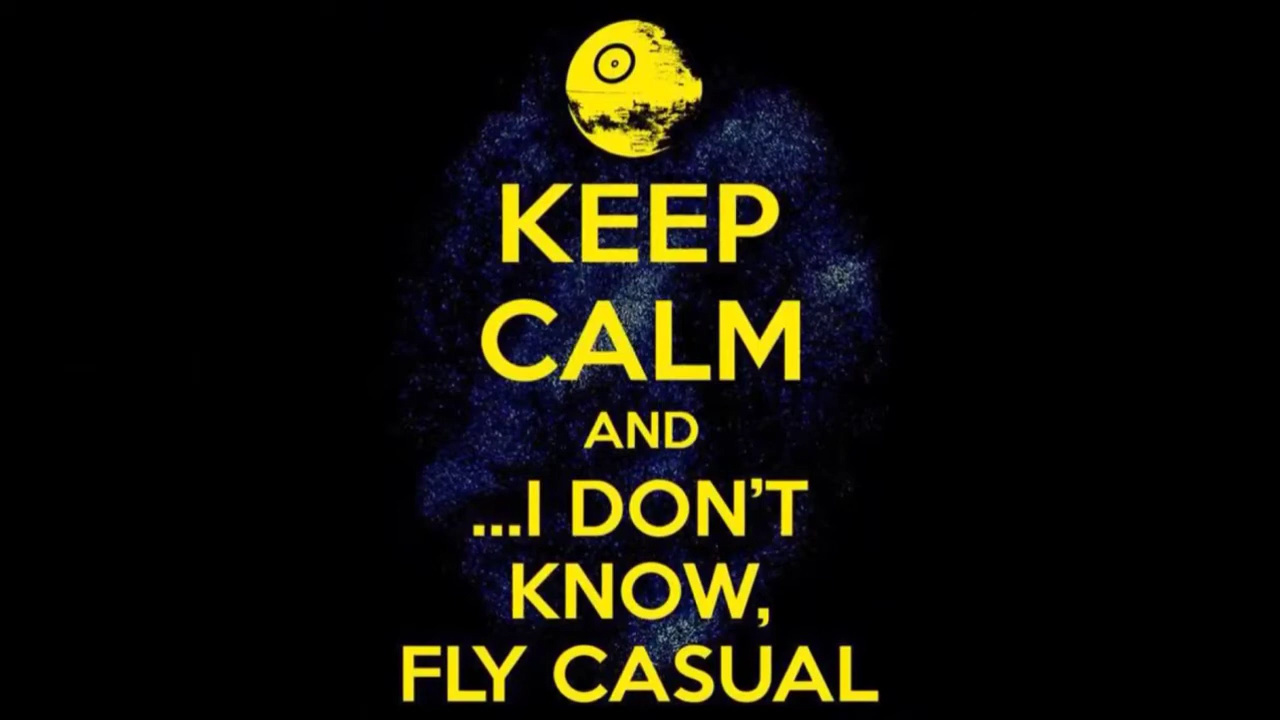 KEEP
CALM
AND
...I DON'T
KNOW,
FLY CASUAL